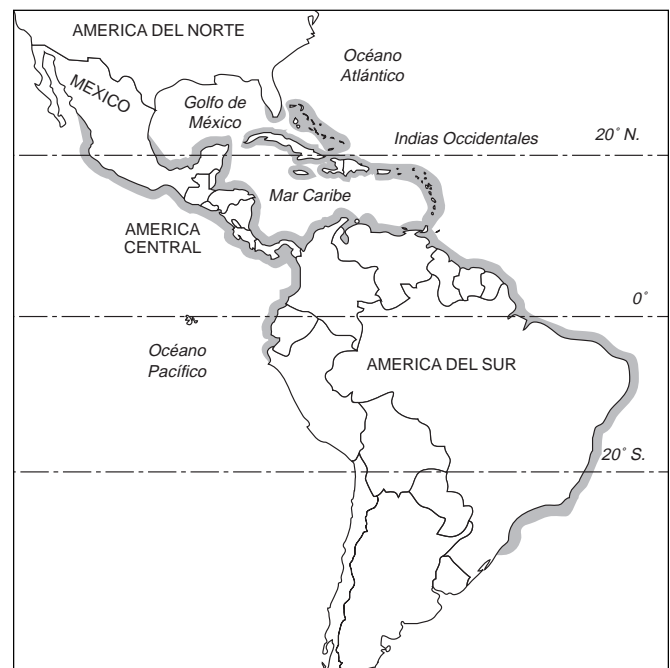 AMERICA DEL NORTE
Océano
Atlántico
MEXICO
Golfo de
México
Indias Occidentales
20° N.
Mar Caribe
AMERICA
CENTRAL
0°
Océano
Pacífico
AMERICA DEL SUR
20° S.